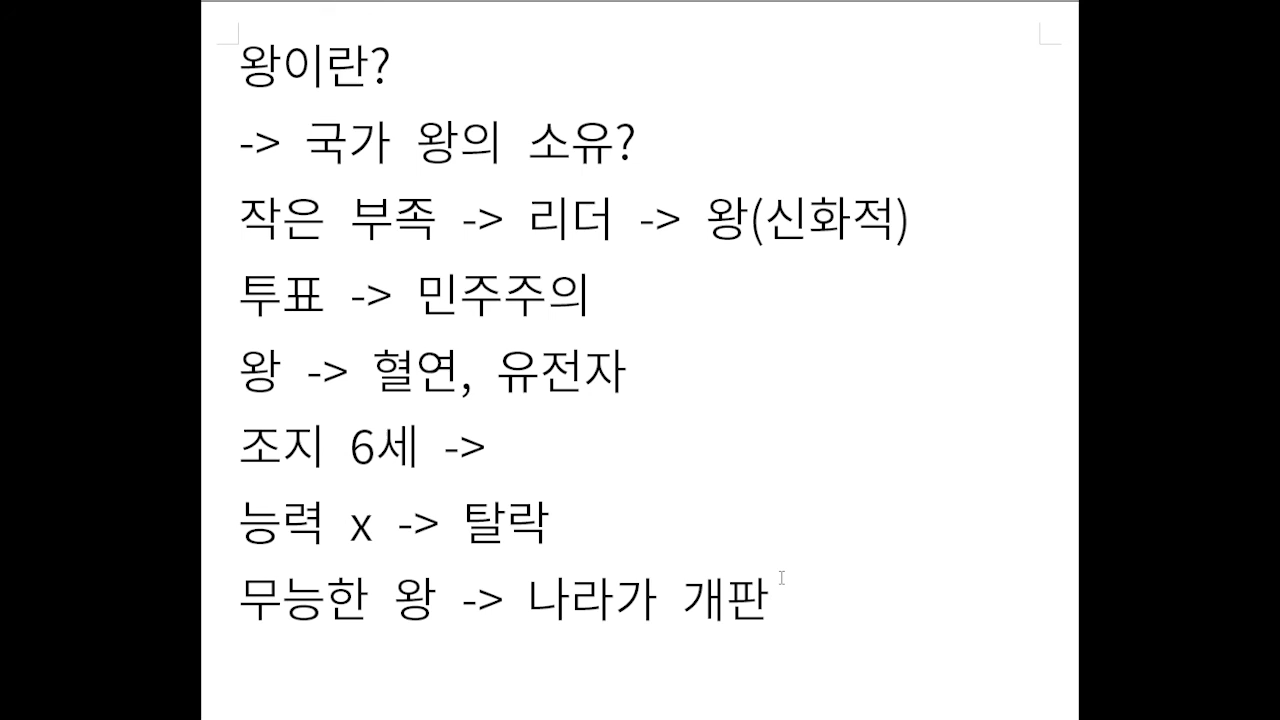 왕이란?
-> 국가 왕의 소유?
작은 부족 -> 리더 -> 왕(신화적)
투표 -> 민주주의
왕 -> 혈연, 유전자
조지 6세 ->
능력 x -> 탈락
무능한 왕 -> 나라가 개판